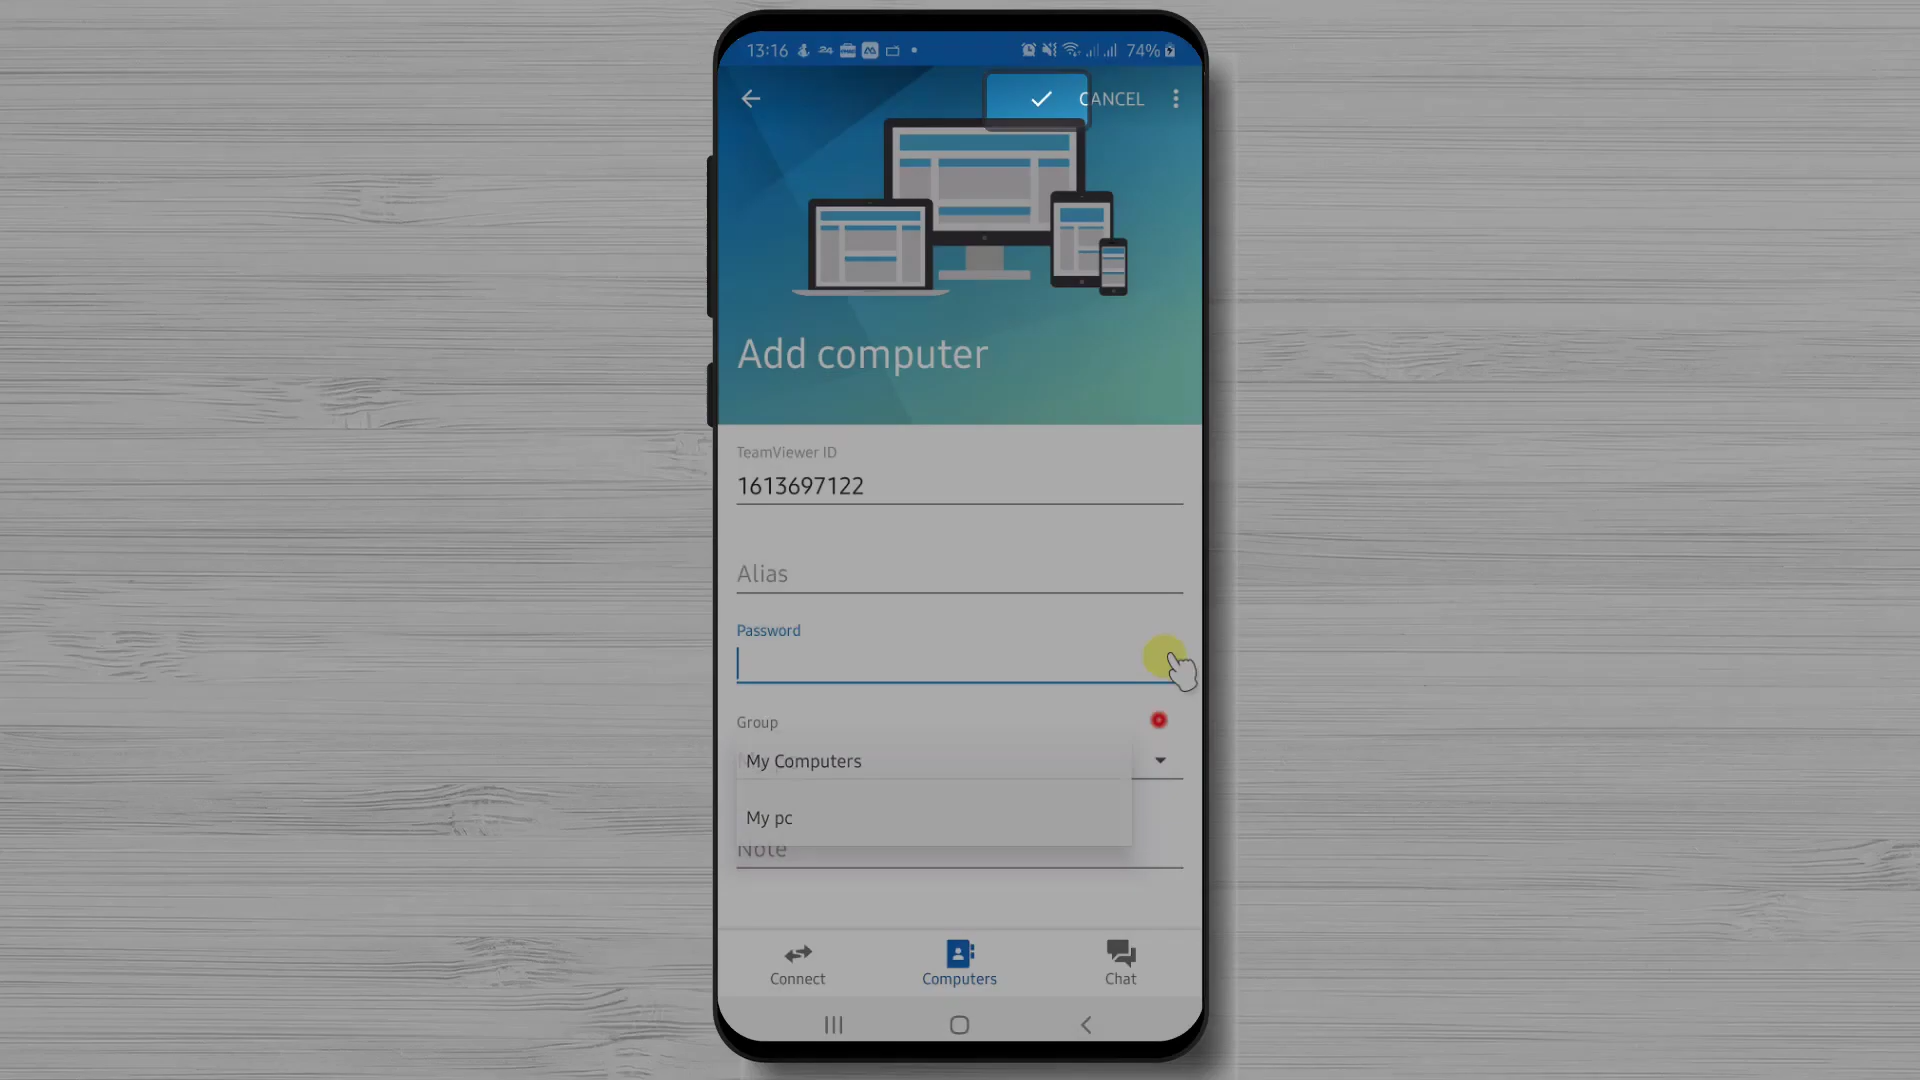 13:16 24 74%
CANCEL
Add computer
TeamViewer ID
1613697122
Alias
Password
Group
My Computers
My pc
Note
Connect Computers Chat